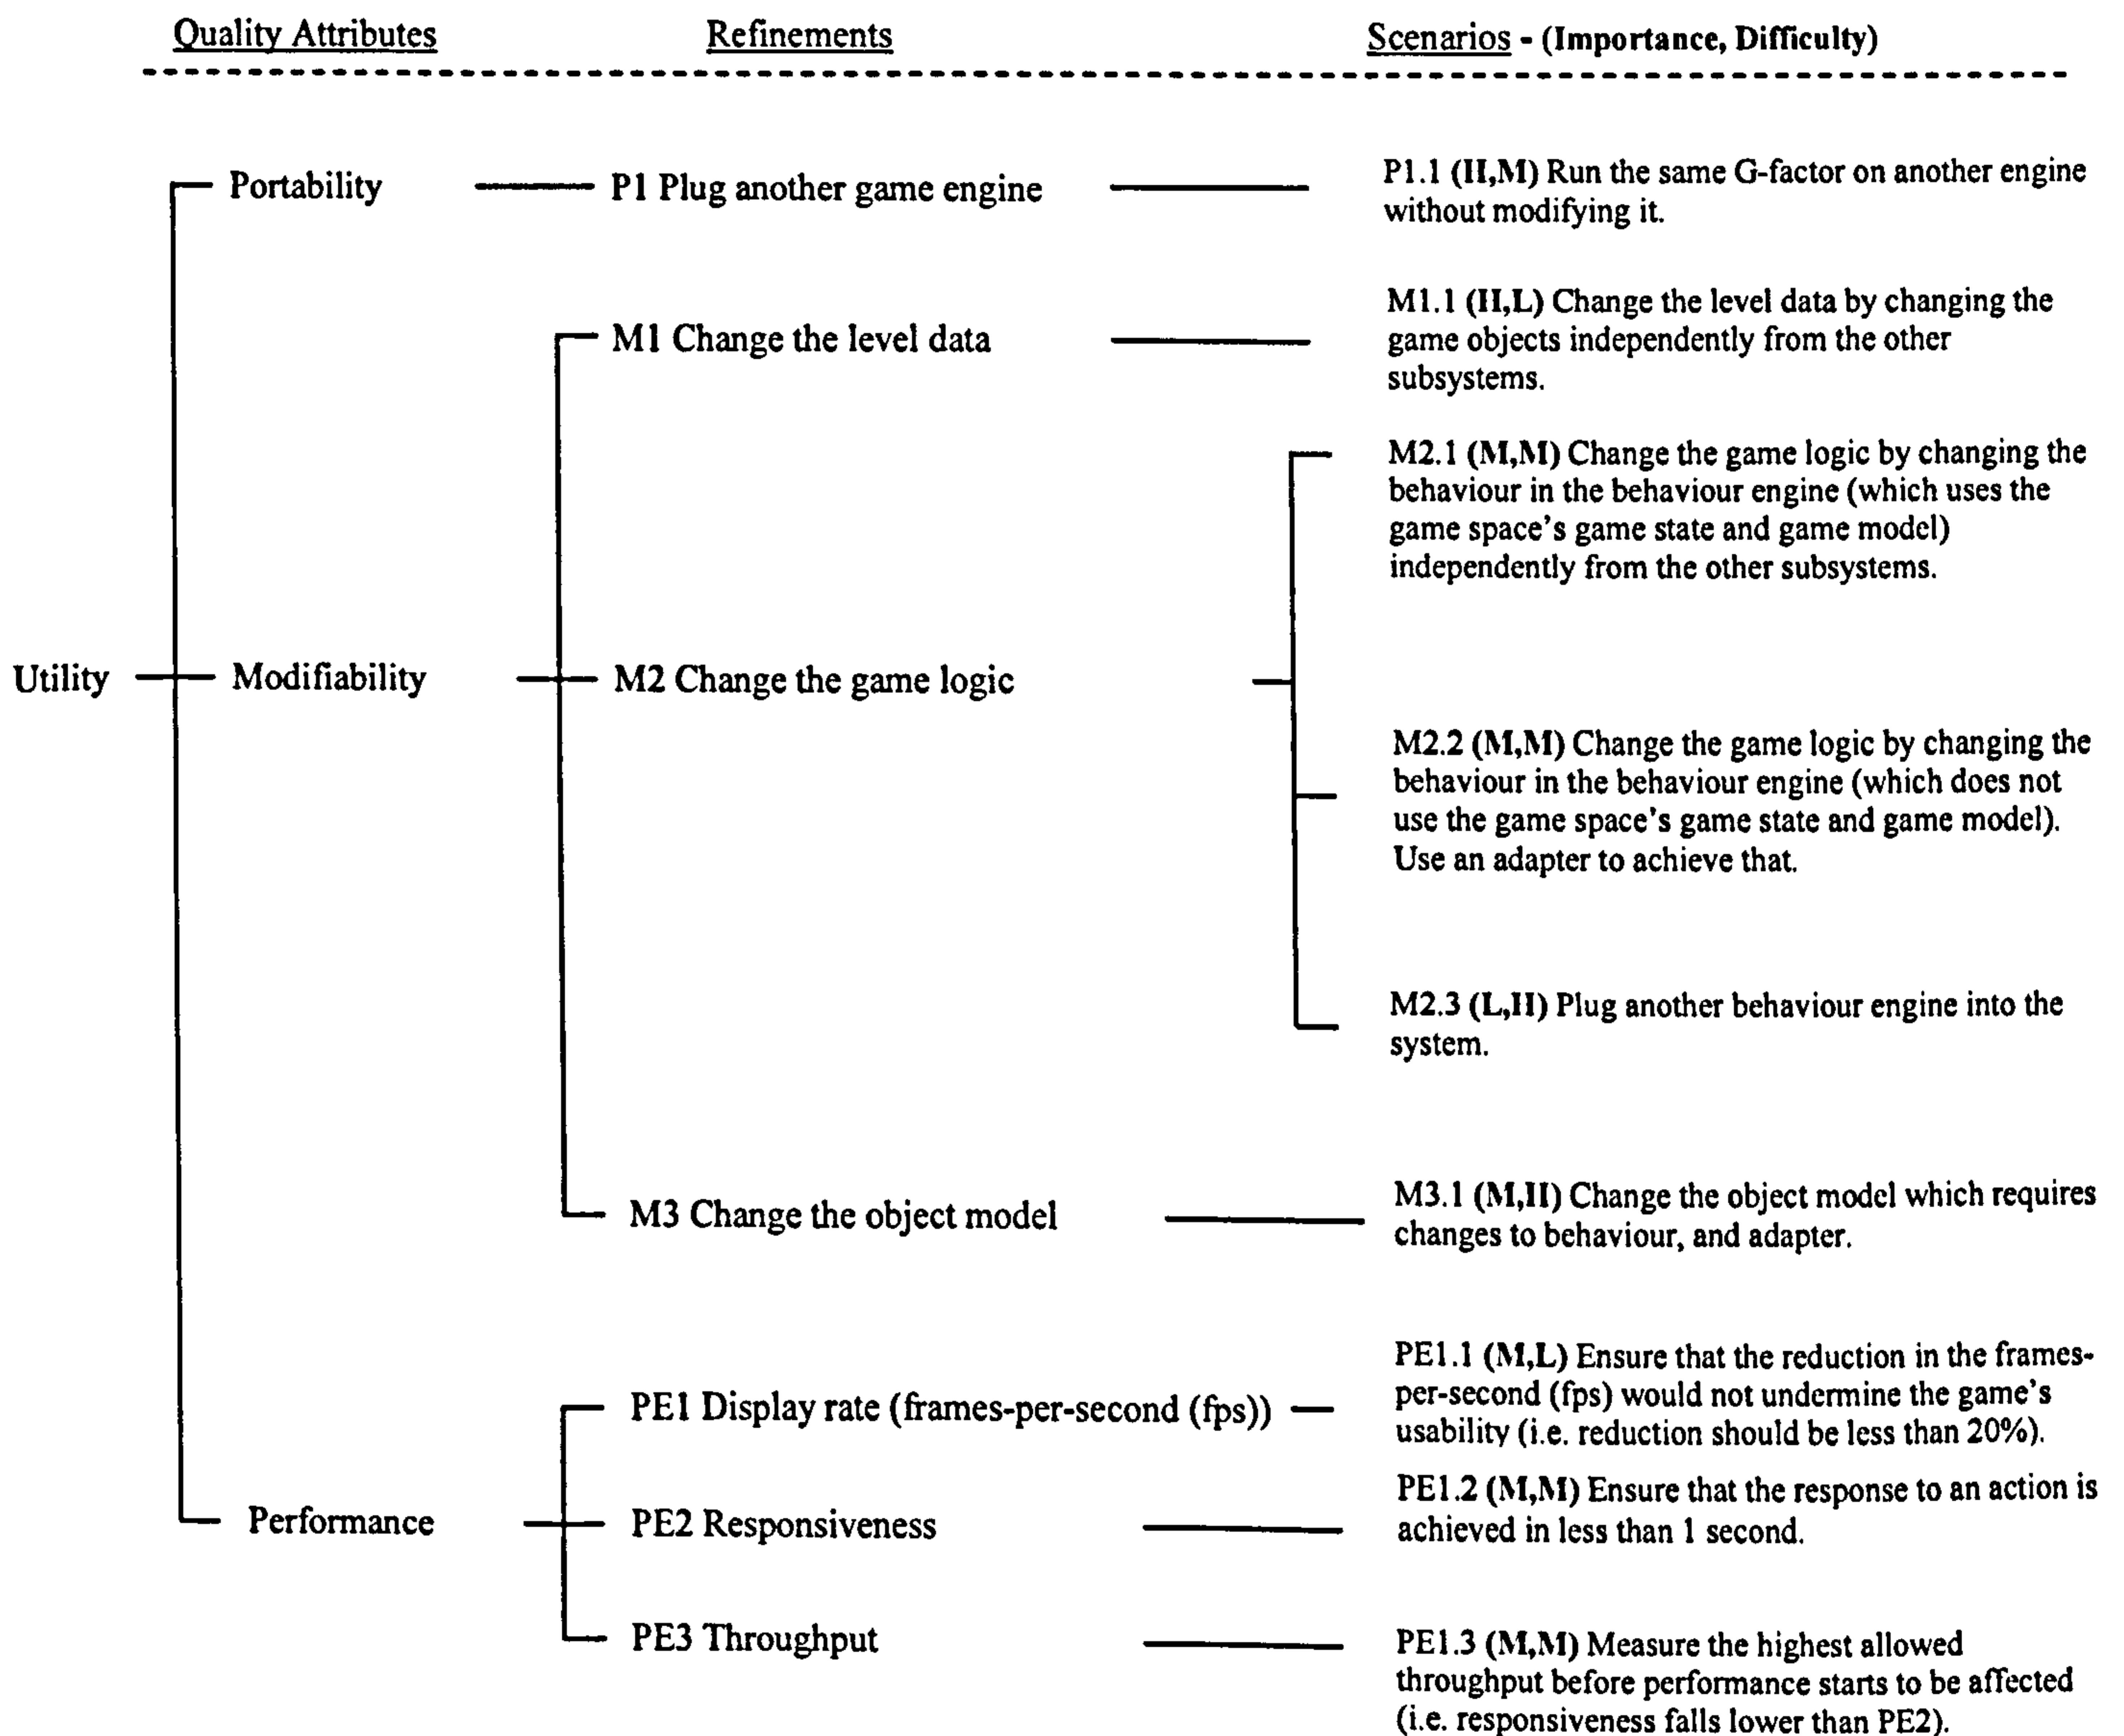 Quality Attributes
Refinements
Scenarios - (Importance, Difficulty)
Portability
P1 Plug another game engine
P1.1 (H,M) Run the same G-factor on another engine
without modifying it.
M1 Change the level data
M1.1 (H,L) Change the level data by changing the
game objects independently from the other
subsystems.
M2.1 (M,M) Change the game logic by changing the
behaviour in the behaviour engine (which uses the
game space's game state and game model)
independently from the other subsystems.
Utility
Modifiability
M2 Change the game logic
M2.2 (M,M) Change the game logic by changing the
behaviour in the behaviour engine (which does not
use the game space's game state and game model).
Use an adapter to achieve that.
M2.3 (L,H) Plug another behaviour engine into the
system.
M3 Change the object model
M3.1 (M,H) Change the object model which requires
changes to behaviour, and adapter.
PE1 Display rate (frames-per-second (fps))
PE1.1 (M,L) Ensure that the reduction in the frames-
per-second (fps) would not undermine the game's
usability (i.e. reduction should be less than 20%).
Performance
PE2 Responsiveness
PE1.2 (M,M) Ensure that the response to an action is
achieved in less than 1 second.
PE3 Throughput
PE1.3 (M,M) Measure the highest allowed
throughput before performance starts to be affected
(i.e. responsiveness falls lower than PE2).